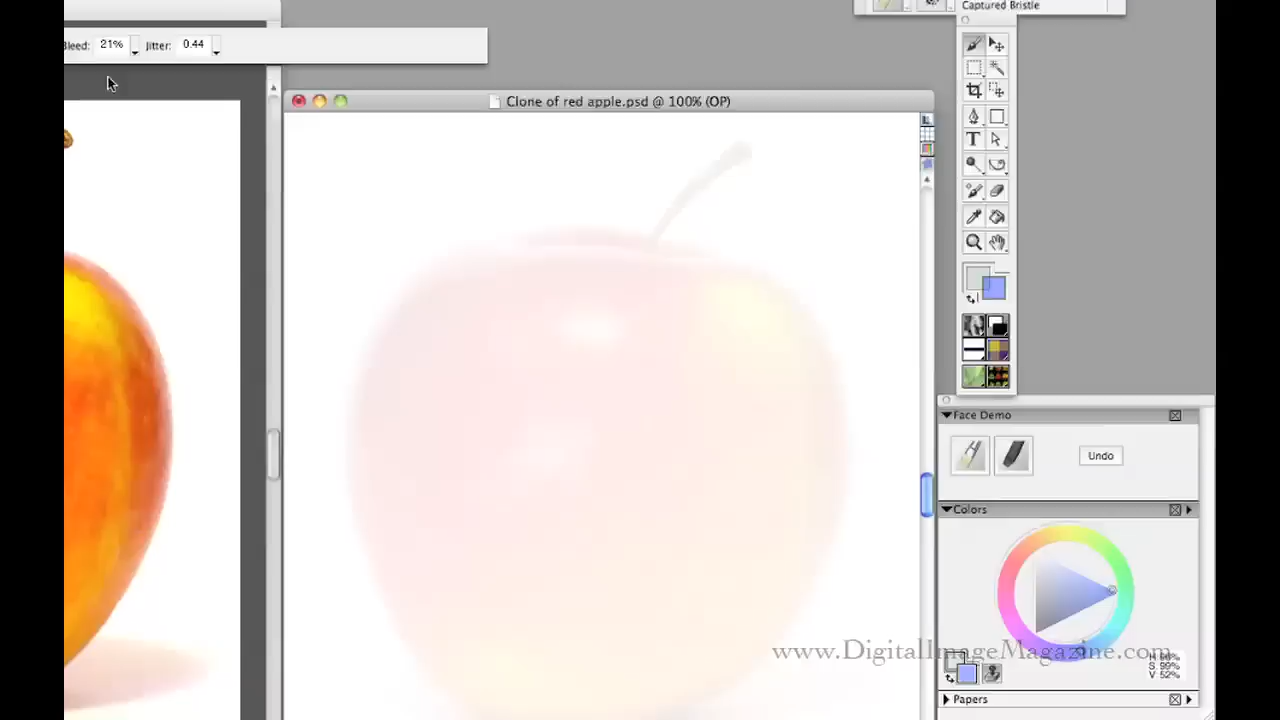 Captured Bristle
Bleed: 21% Jitter: 0.44
Clone of red apple.psd @ 100% (OP)
T
Face Demo
Undo
Colors
www.DigitalImageMagazine.com
S: 99%
V: 52%
Papers